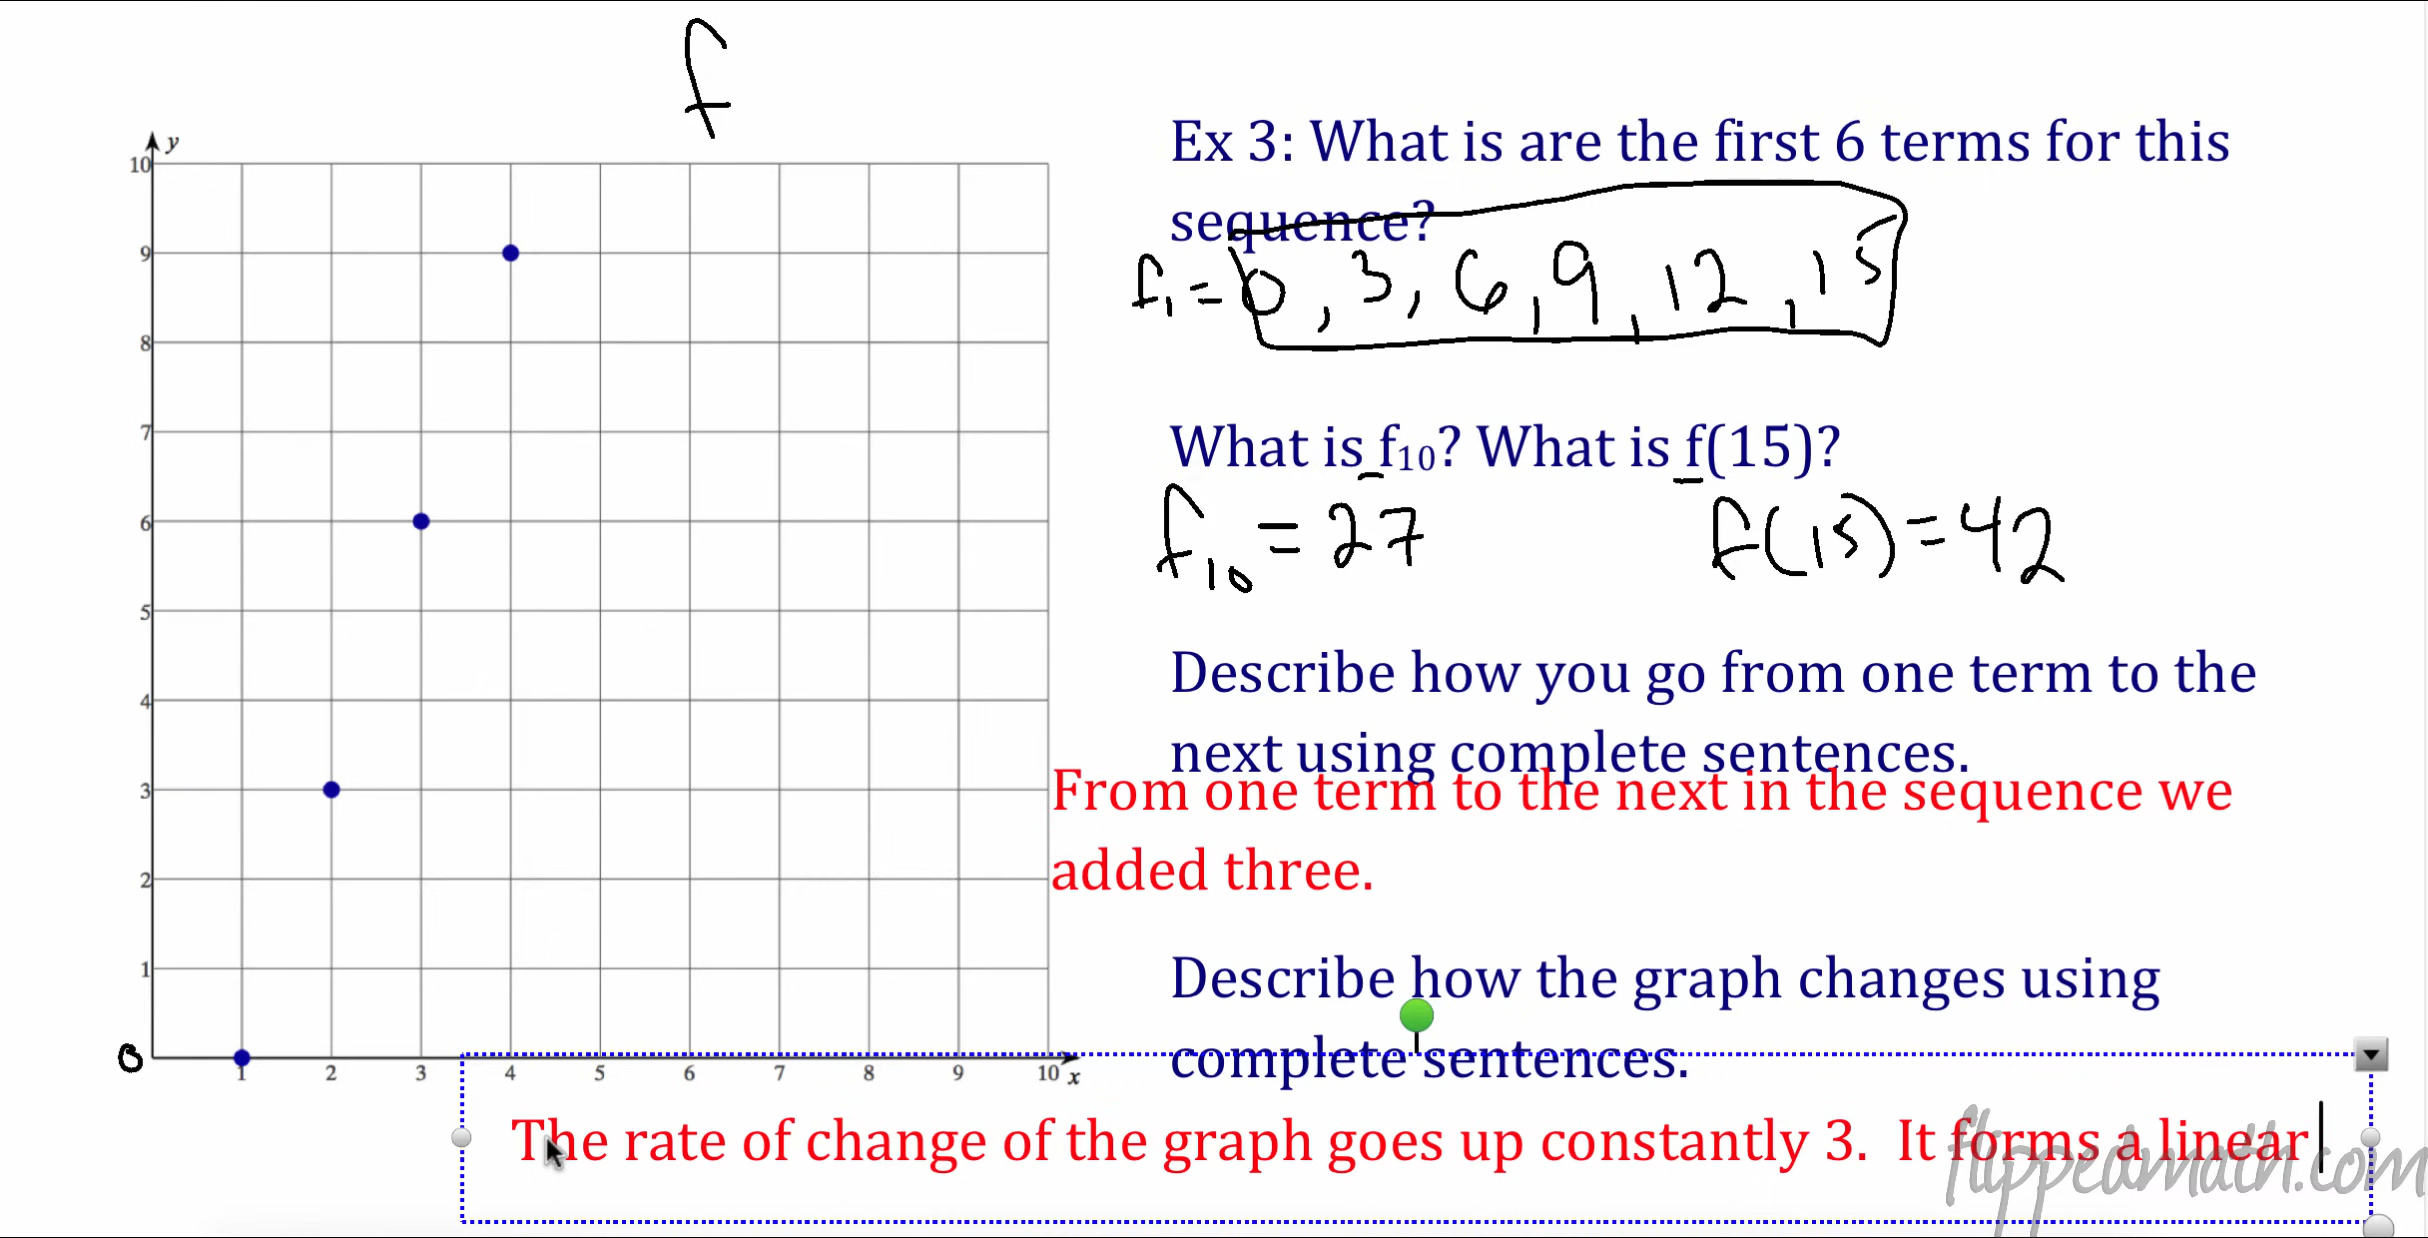 f
y
10
9
8
7
6
5
4
3
2
1
0
1 2 3 4 5 6 7 8 9 10 x
Ex 3: What is are the first 6 terms for this
sequence?
f₁ = 0, 3, 6, 9, 12, 15
What is f₁₀? What is f(15)?
f₁₀ = 27 f(15) = 42
Describe how you go from one term to the
next using complete sentences.
From one term to the next in the sequence we
added three.
Describe how the graph changes using
complete sentences.
The rate of change of the graph goes up constantly 3. It forms a linear
flippedmath.com